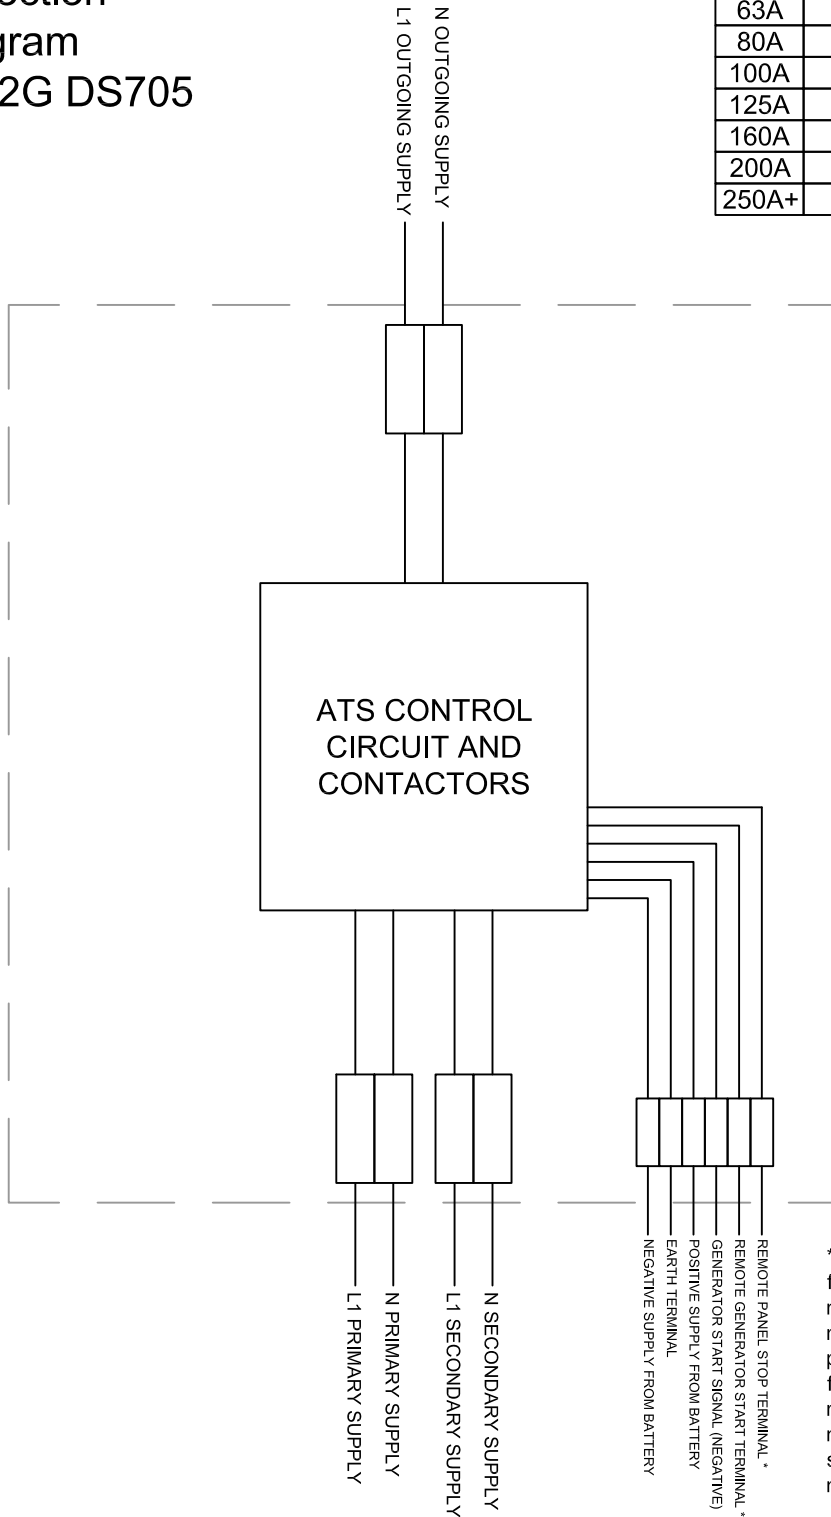 2G DS705
63A
80A
100A
125A
160A
200A
250A+
L1 OUTGOING SUPPLY
N OUTGOING SUPPLY
ATS CONTROL
CIRCUIT AND
CONTACTORS
L1 PRIMARY SUPPLY
N PRIMARY SUPPLY
L1 SECONDARY SUPPLY
N SECONDARY SUPPLY
NEGATIVE SUPPLY FROM BATTERY
EARTH TERMINAL
POSITIVE SUPPLY FROM BATTERY
GENERATOR START SIGNAL (NEGATIVE)
REMOTE GENERATOR START TERMINAL *
REMOTE PANEL STOP TERMINAL *
*